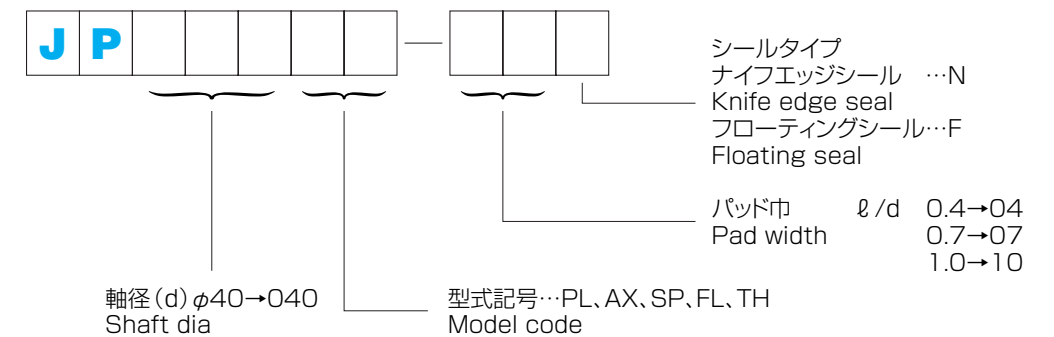 JP —
シールタイプ
ナイフエッジシール …N
Knife edge seal
フローティングシール…F
Floating seal
パッド巾 ℓ/d 0.4→04
Pad width 0.7→07
1.0→10
軸径(d)φ40→040
Shaft dia
型式記号…PL、AX、SP、FL、TH
Model code